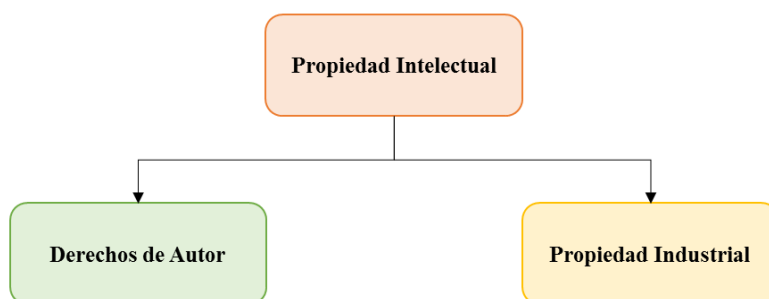 Propiedad Intelectual
Derechos de Autor
Propiedad Industrial